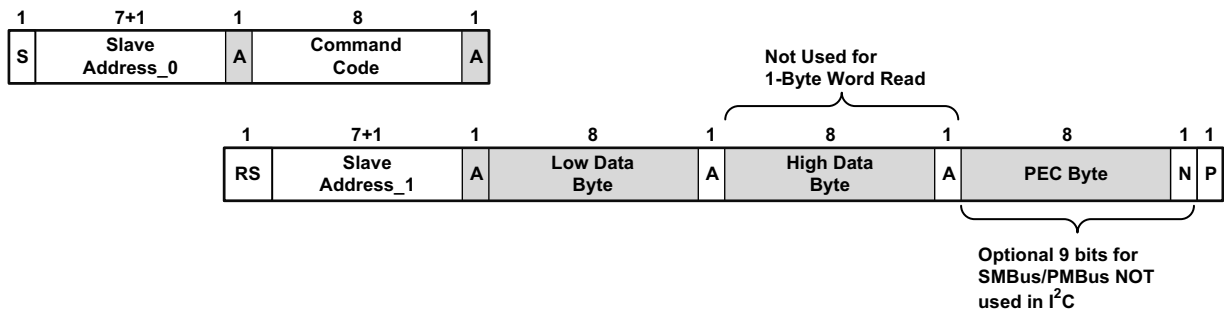 1 7+1 1 8 1
S Slave Address_0 A Command Code A
Not Used for
1-Byte Word Read
1 7+1 1 8 1 8 1 8 1 1
RS Slave Address_1 A Low Data Byte A High Data Byte A PEC Byte N P
Optional 9 bits for
SMBus/PMBus NOT
used in I²C